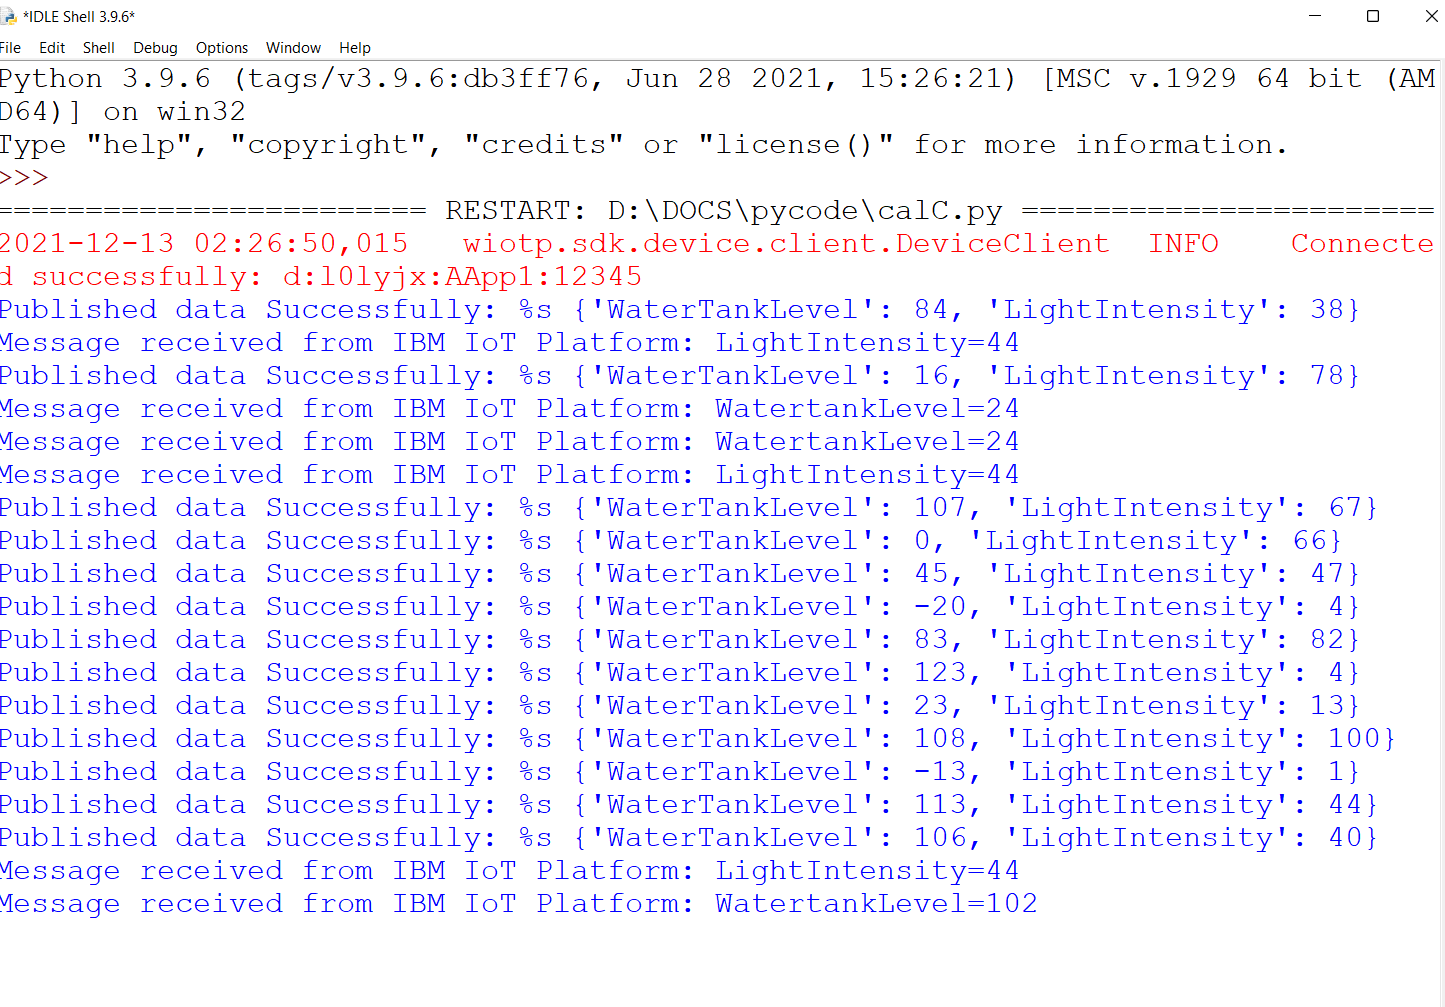 *IDLE Shell 3.9.6*
File Edit Shell Debug Options Window Help
Python 3.9.6 (tags/v3.9.6:db3ff76, Jun 28 2021, 15:26:21) [MSC v.1929 64 bit (AM
D64)] on win32
Type "help", "copyright", "credits" or "license()" for more information.
>>>
======================== RESTART: D:\DOCS\pycode\calC.py =======================
2021-12-13 02:26:50,015   wiotp.sdk.device.client.DeviceClient  INFO    Connecte
d successfully: d:l0lyjx:AApp1:12345
Published data Successfully: %s {'WaterTankLevel': 84, 'LightIntensity': 38}
Message received from IBM IoT Platform: LightIntensity=44
Published data Successfully: %s {'WaterTankLevel': 16, 'LightIntensity': 78}
Message received from IBM IoT Platform: WatertankLevel=24
Message received from IBM IoT Platform: WatertankLevel=24
Message received from IBM IoT Platform: LightIntensity=44
Published data Successfully: %s {'WaterTankLevel': 107, 'LightIntensity': 67}
Published data Successfully: %s {'WaterTankLevel': 0, 'LightIntensity': 66}
Published data Successfully: %s {'WaterTankLevel': 45, 'LightIntensity': 47}
Published data Successfully: %s {'WaterTankLevel': -20, 'LightIntensity': 4}
Published data Successfully: %s {'WaterTankLevel': 83, 'LightIntensity': 82}
Published data Successfully: %s {'WaterTankLevel': 123, 'LightIntensity': 4}
Published data Successfully: %s {'WaterTankLevel': 23, 'LightIntensity': 13}
Published data Successfully: %s {'WaterTankLevel': 108, 'LightIntensity': 100}
Published data Successfully: %s {'WaterTankLevel': -13, 'LightIntensity': 1}
Published data Successfully: %s {'WaterTankLevel': 113, 'LightIntensity': 44}
Published data Successfully: %s {'WaterTankLevel': 106, 'LightIntensity': 40}
Message received from IBM IoT Platform: LightIntensity=44
Message received from IBM IoT Platform: WatertankLevel=102